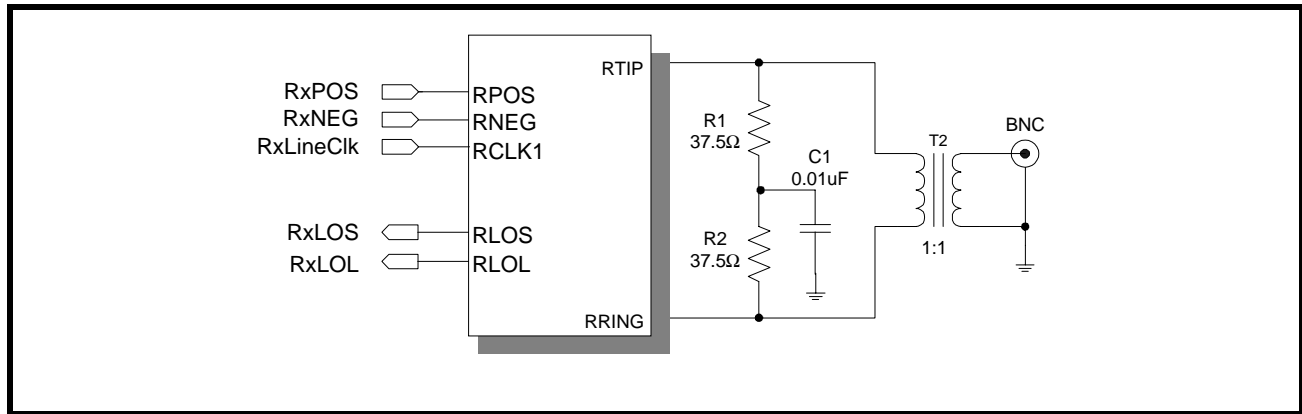 RxPOS
RxNEG
RxLineClk
RxLOS
RxLOL
RPOS
RNEG
RCLK1
RLOS
RLOL
RTIP
RRING
R1
37.5Ω
R2
37.5Ω
C1
0.01uF
T2
1:1
BNC